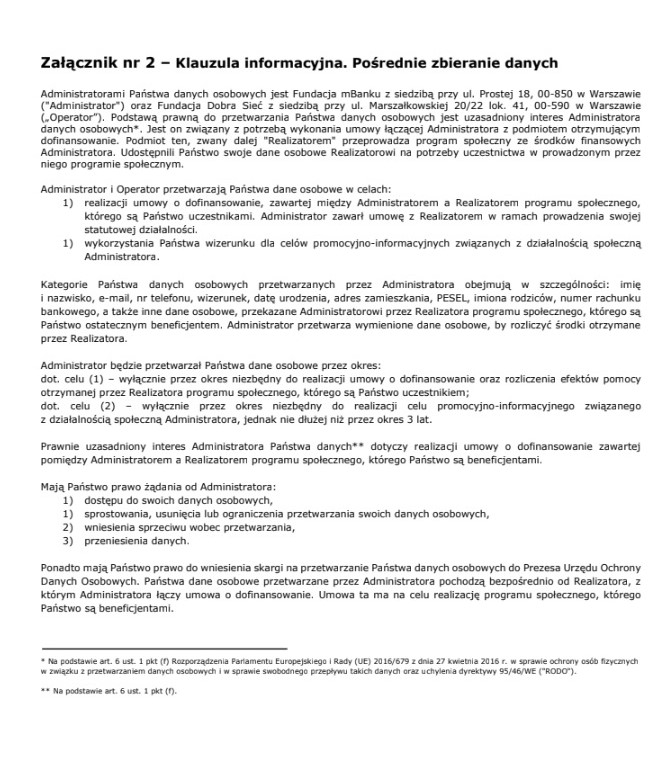 Załącznik nr 2 – Klauzula informacyjna. Pośrednie zbieranie danych
Administratorami Państwa danych osobowych jest Fundacja mBanku z siedzibą przy ul. Prostej 18, 00-850 w Warszawie
("Administrator") oraz Fundacja Dobra Sieć z siedzibą przy ul. Marszałkowskiej 20/22 lok. 41, 00-590 w Warszawie
(„Operator”). Podstawą prawną do przetwarzania Państwa danych osobowych jest uzasadniony interes Administratora
danych osobowych*. Jest on związany z potrzebą wykonania umowy łączącej Administratora z podmiotem otrzymującym
dofinansowanie. Podmiot ten, zwany dalej "Realizatorem" przeprowadza program społeczny ze środków finansowych
Administratora. Udostępnili Państwo swoje dane osobowe Realizatorowi na potrzeby uczestnictwa w prowadzonym przez
niego programie społecznym.
Administrator i Operator przetwarzają Państwa dane osobowe w celach:
1) realizacji umowy o dofinansowanie, zawartej między Administratorem a Realizatorem programu społecznego,
którego są Państwo uczestnikami. Administrator zawarł umowę z Realizatorem w ramach prowadzenia swojej
statutowej działalności.
1) wykorzystania Państwa wizerunku dla celów promocyjno-informacyjnych związanych z działalnością społeczną
Administratora.
Kategorie Państwa danych osobowych przetwarzanych przez Administratora obejmują w szczególności: imię
i nazwisko, e-mail, nr telefonu, wizerunek, datę urodzenia, adres zamieszkania, PESEL, imiona rodziców, numer rachunku
bankowego, a także inne dane osobowe, przekazane Administratorowi przez Realizatora programu społecznego, którego są
Państwo ostatecznym beneficjentem. Administrator przetwarza wymienione dane osobowe, by rozliczyć środki otrzymane
przez Realizatora.
Administrator będzie przetwarzał Państwa dane osobowe przez okres:
dot. celu (1) – wyłącznie przez okres niezbędny do realizacji umowy o dofinansowanie oraz rozliczenia efektów pomocy
otrzymanej przez Realizatora programu społecznego, którego są Państwo uczestnikiem;
dot. celu (2) – wyłącznie przez okres niezbędny do realizacji celu promocyjno-informacyjnego związanego
z działalnością społeczną Administratora, jednak nie dłużej niż przez okres 3 lat.
Prawnie uzasadniony interes Administratora Państwa danych** dotyczy realizacji umowy o dofinansowanie zawartej
pomiędzy Administratorem a Realizatorem programu społecznego, którego Państwo są beneficjentami.
Mają Państwo prawo żądania od Administratora:
1) dostępu do swoich danych osobowych,
1) sprostowania, usunięcia lub ograniczenia przetwarzania swoich danych osobowych,
2) wniesienia sprzeciwu wobec przetwarzania,
3) przeniesienia danych.
Ponadto mają Państwo prawo do wniesienia skargi na przetwarzanie Państwa danych osobowych do Prezesa Urzędu Ochrony
Danych Osobowych. Państwa dane osobowe przetwarzane przez Administratora pochodzą bezpośrednio od Realizatora, z
którym Administratora łączy umowa o dofinansowanie. Umowa ta ma na celu realizację programu społecznego, którego
Państwo są beneficjentami.
* Na podstawie art. 6 ust. 1 pkt (f) Rozporządzenia Parlamentu Europejskiego i Rady (UE) 2016/679 z dnia 27 kwietnia 2016 r. w sprawie ochrony osób fizycznych
w związku z przetwarzaniem danych osobowych i w sprawie swobodnego przepływu takich danych oraz uchylenia dyrektywy 95/46/WE ("RODO").
** Na podstawie art. 6 ust. 1 pkt (f).